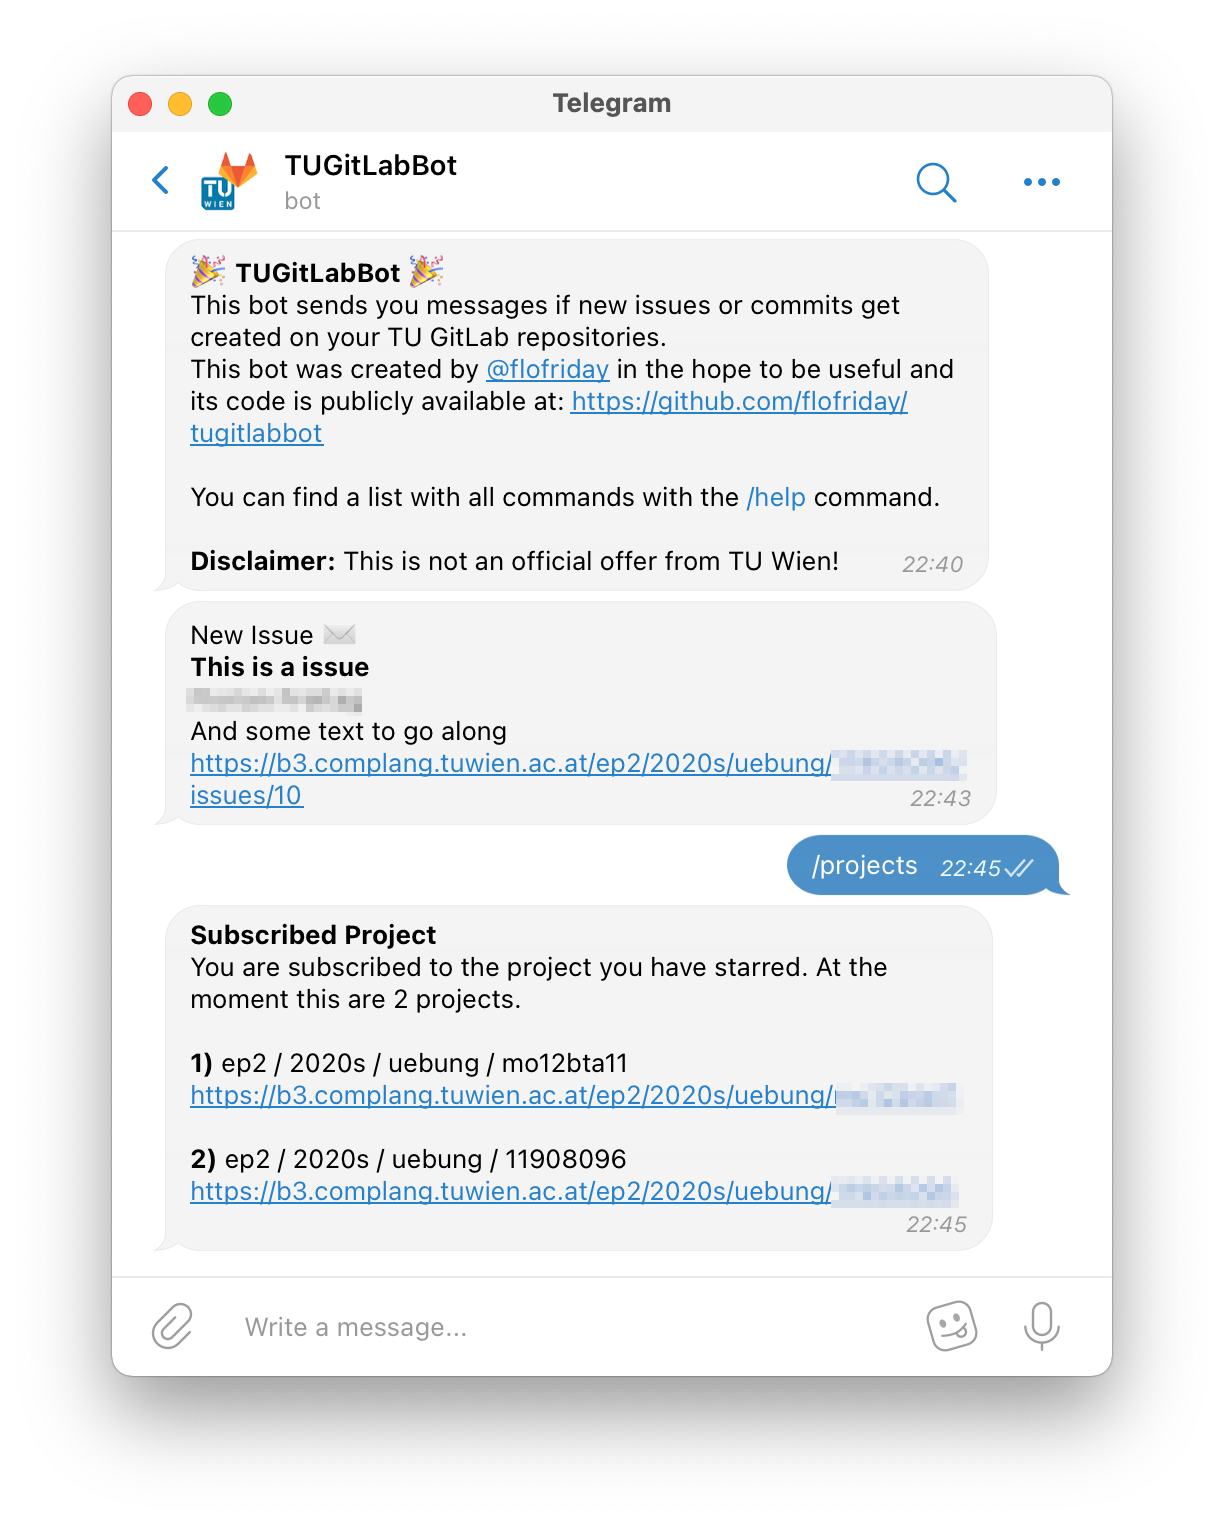 Telegram
TUGitLabBot
bot
TU
WIEN
🎉 TUGitLabBot 🎉
This bot sends you messages if new issues or commits get
created on your TU GitLab repositories.
This bot was created by @flofriday in the hope to be useful and
its code is publicly available at: https://github.com/flofriday/
tugitlabbot
You can find a list with all commands with the /help command.
Disclaimer: This is not an official offer from TU Wien!
22:40
New Issue ✉️
This is a issue
And some text to go along
https://b3.complang.tuwien.ac.at/ep2/2020s/uebung/
issues/10
22:43
/projects 22:45
Subscribed Project
You are subscribed to the project you have starred. At the
moment this are 2 projects.
1) ep2 / 2020s / uebung / mo12bta11
https://b3.complang.tuwien.ac.at/ep2/2020s/uebung/
2) ep2 / 2020s / uebung / 11908096
https://b3.complang.tuwien.ac.at/ep2/2020s/uebung/
22:45
Write a message...